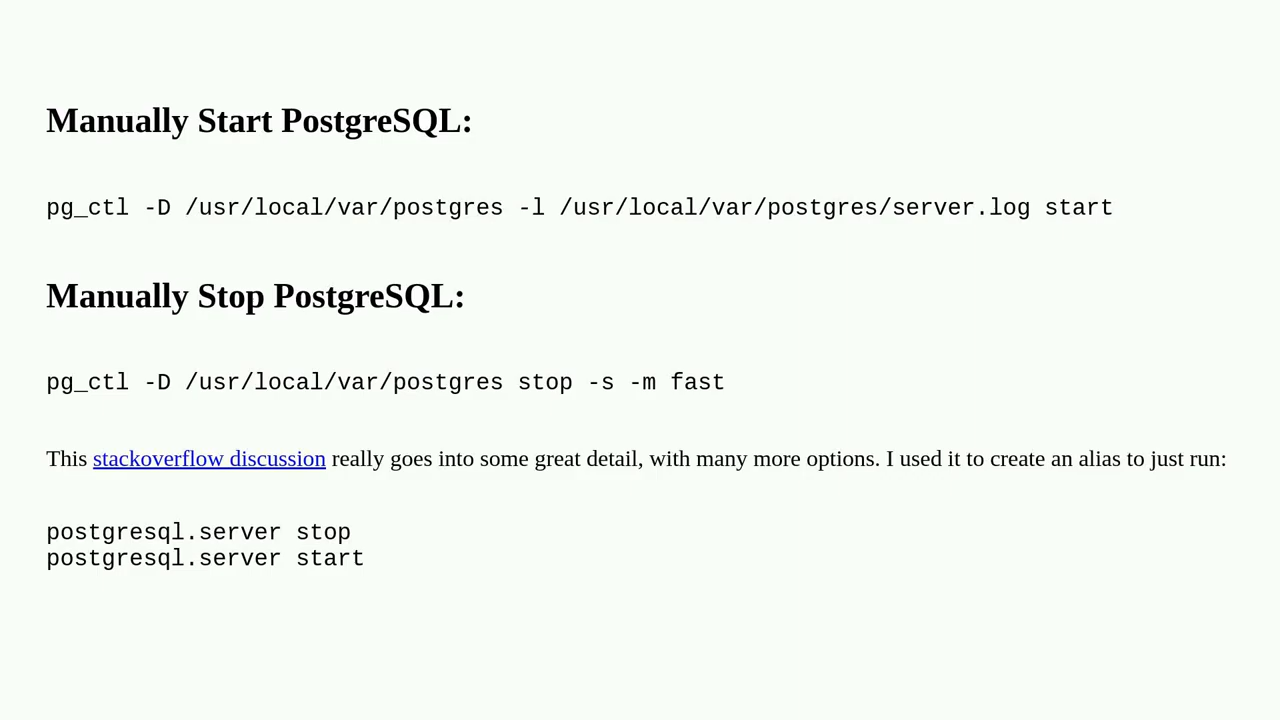 Manually Start PostgreSQL:
pg_ctl -D /usr/local/var/postgres -l /usr/local/var/postgres/server.log start
Manually Stop PostgreSQL:
pg_ctl -D /usr/local/var/postgres stop -s -m fast
This stackoverflow discussion really goes into some great detail, with many more options. I used it to create an alias to just run:
postgresql.server stop
postgresql.server start